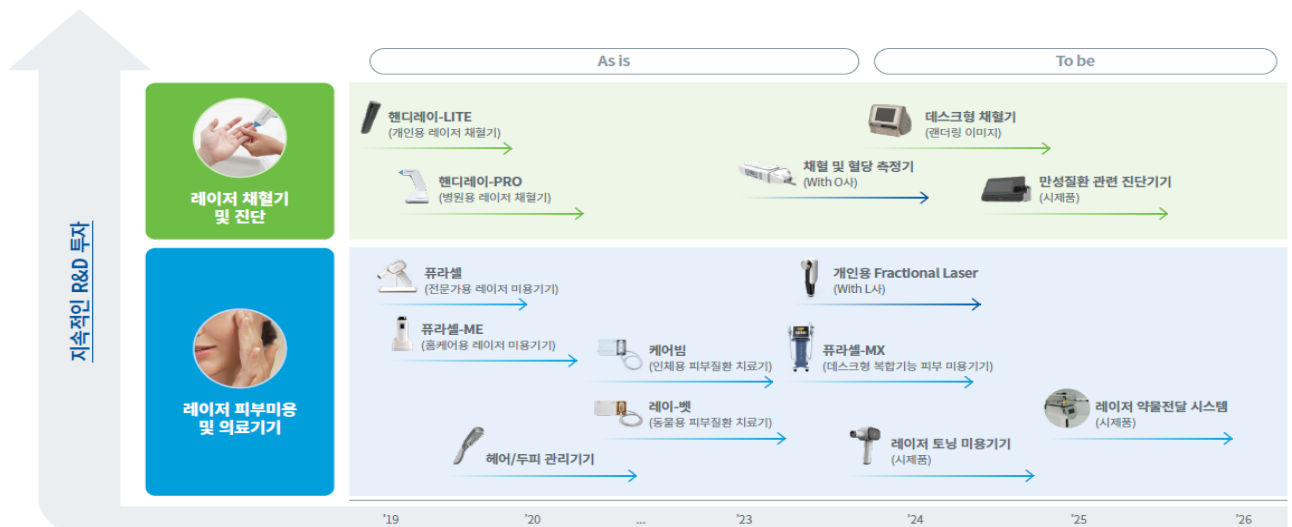 As is
To be
지속적인 R&D 투자
레이저 채혈기
및 진단
핸디레이-LITE
(개인용 레이저 채혈기)
핸디레이-PRO
(병원용 레이저 채혈기)
데스크형 채혈기
(랜더링 이미지)
채혈 및 혈당 측정기
(With O사)
만성질환 관련 진단기기
(시제품)
레이저 피부미용
및 의료기기
퓨라셀
(전문가용 레이저 미용기기)
퓨라셀-ME
(홈케어용 레이저 미용기기)
개인용 Fractional Laser
(With L사)
케어빔
(인체용 피부질환 치료기)
퓨라셀-MX
(데스크형 복합기능 피부 미용기기)
레이-벳
(동물용 피부질환 치료기)
레이저 약물전달 시스템
(시제품)
헤어/두피 관리기기
레이저 토닝 미용기기
(시제품)
'19 '20 ... '23 '24 '25 '26